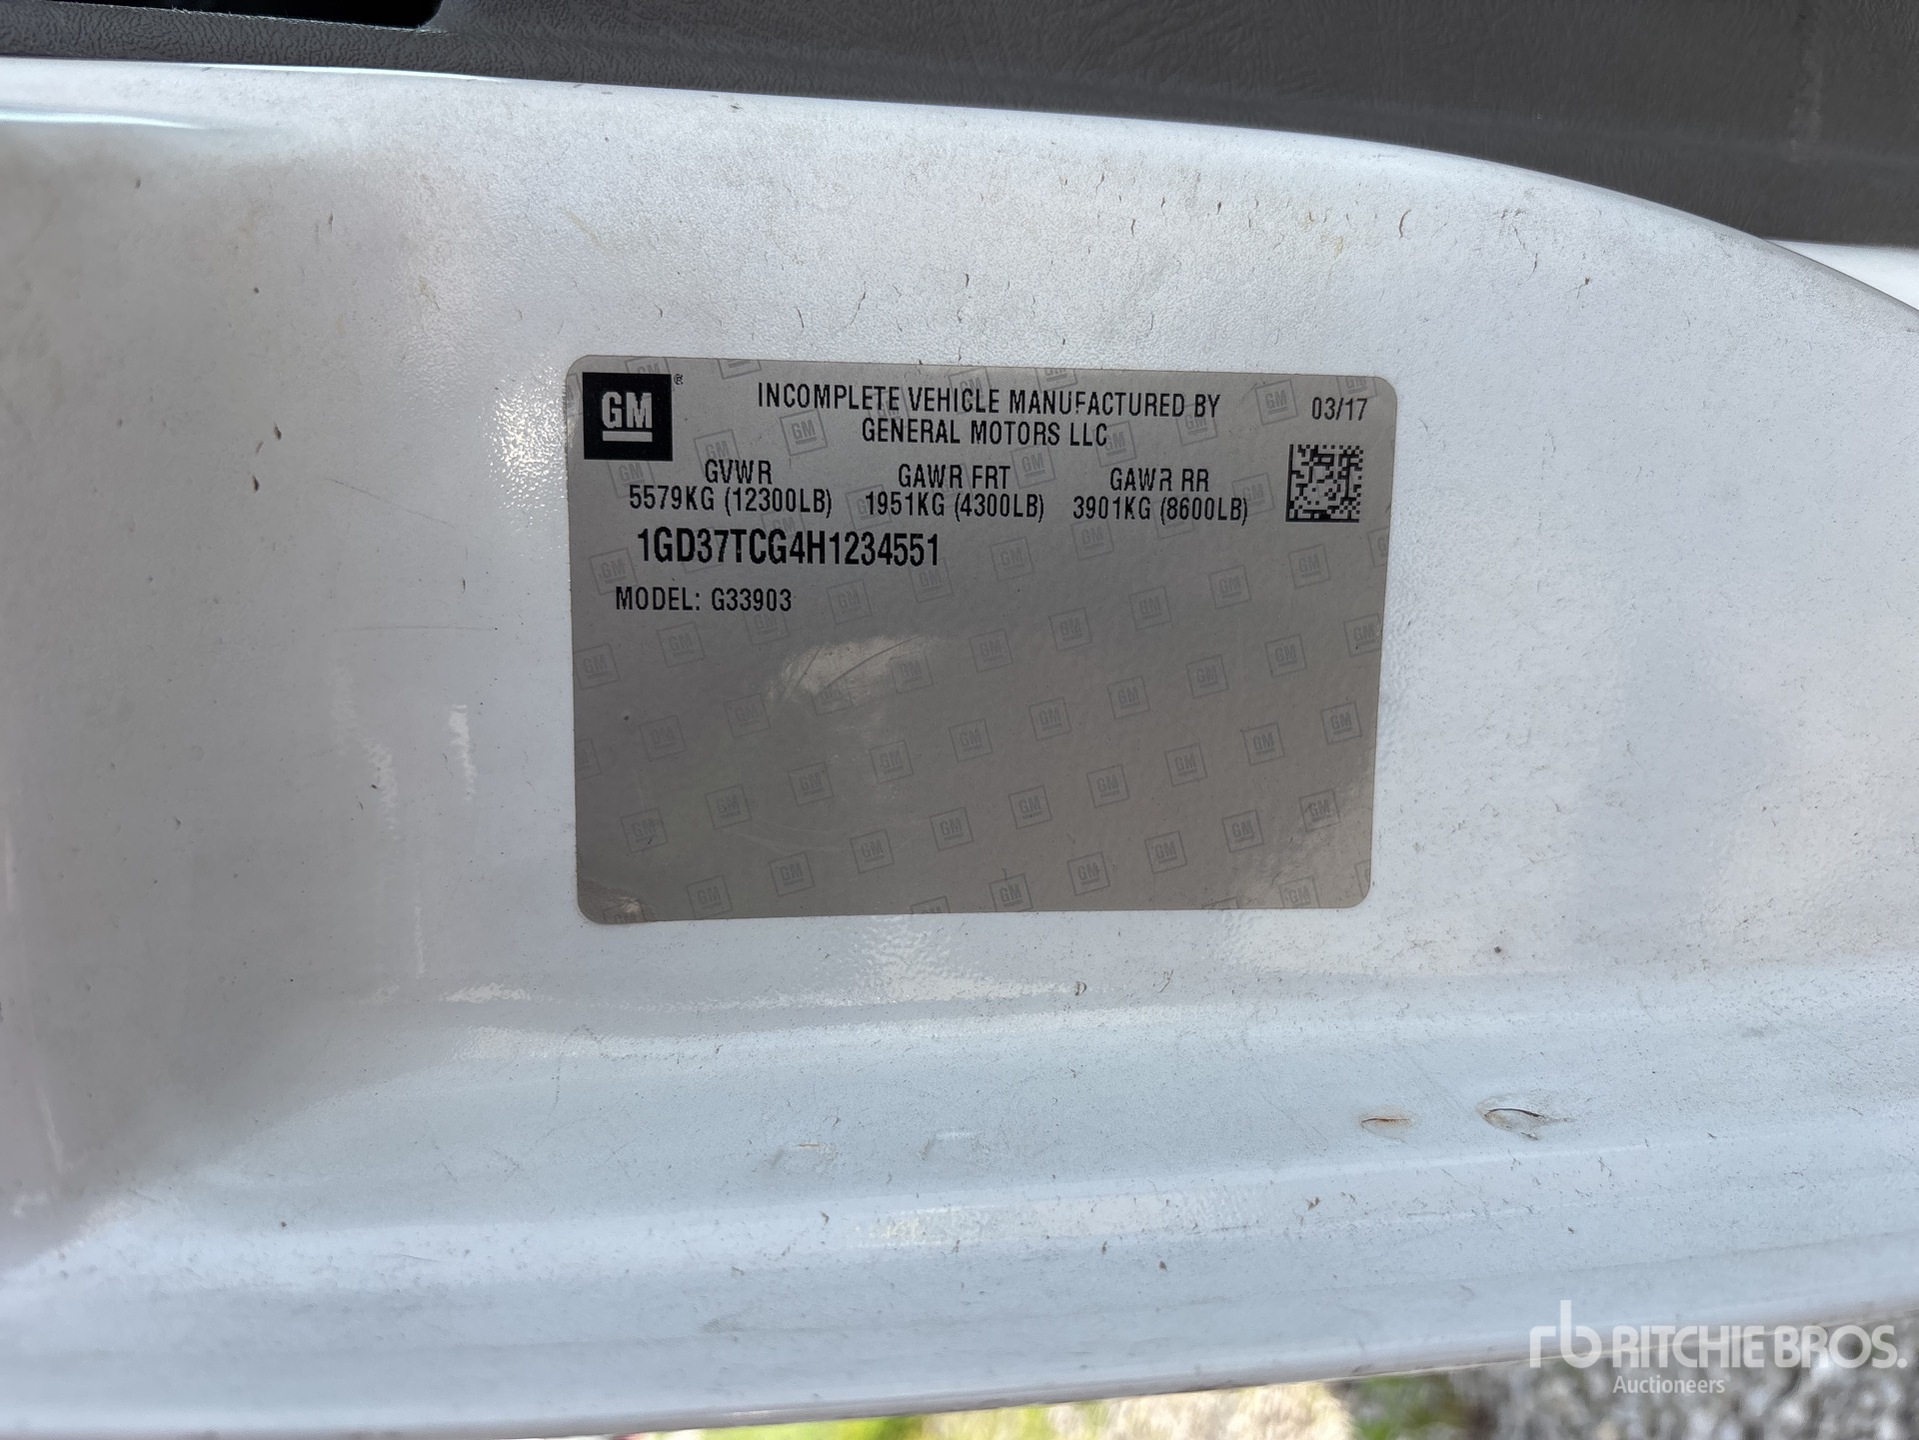 GM ®
INCOMPLETE VEHICLE MANUFACTURED BY
GENERAL MOTORS LLC
03/17
GVWR GAWR FRT GAWR RR
5579KG (12300LB) 1951KG (4300LB) 3901KG (8600LB)
1GD37TCG4H1234551
MODEL: G33903
rb RITCHIE BROS.
Auctioneers